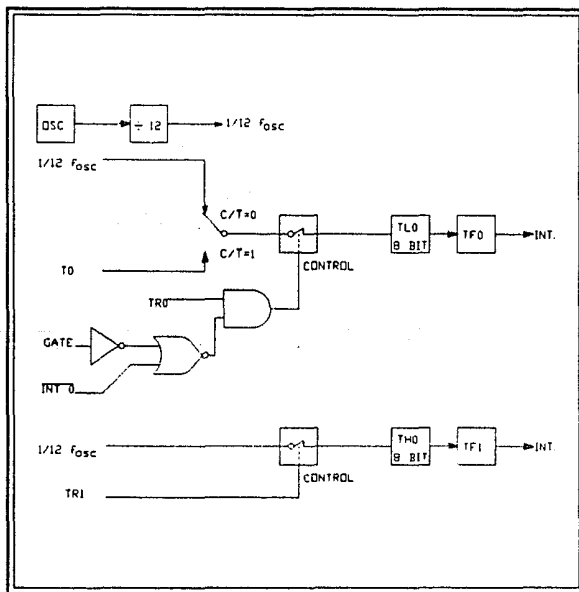 OSC
÷ 12
1/12 fOSC
1/12 fOSC
C/T=0
C/T=1
T0
CONTROL
TL0
8 BIT
TF0
INT.
TR0
GATE
INT 0
1/12 fOSC
TR1
CONTROL
TH0
8 BIT
TF1
INT.